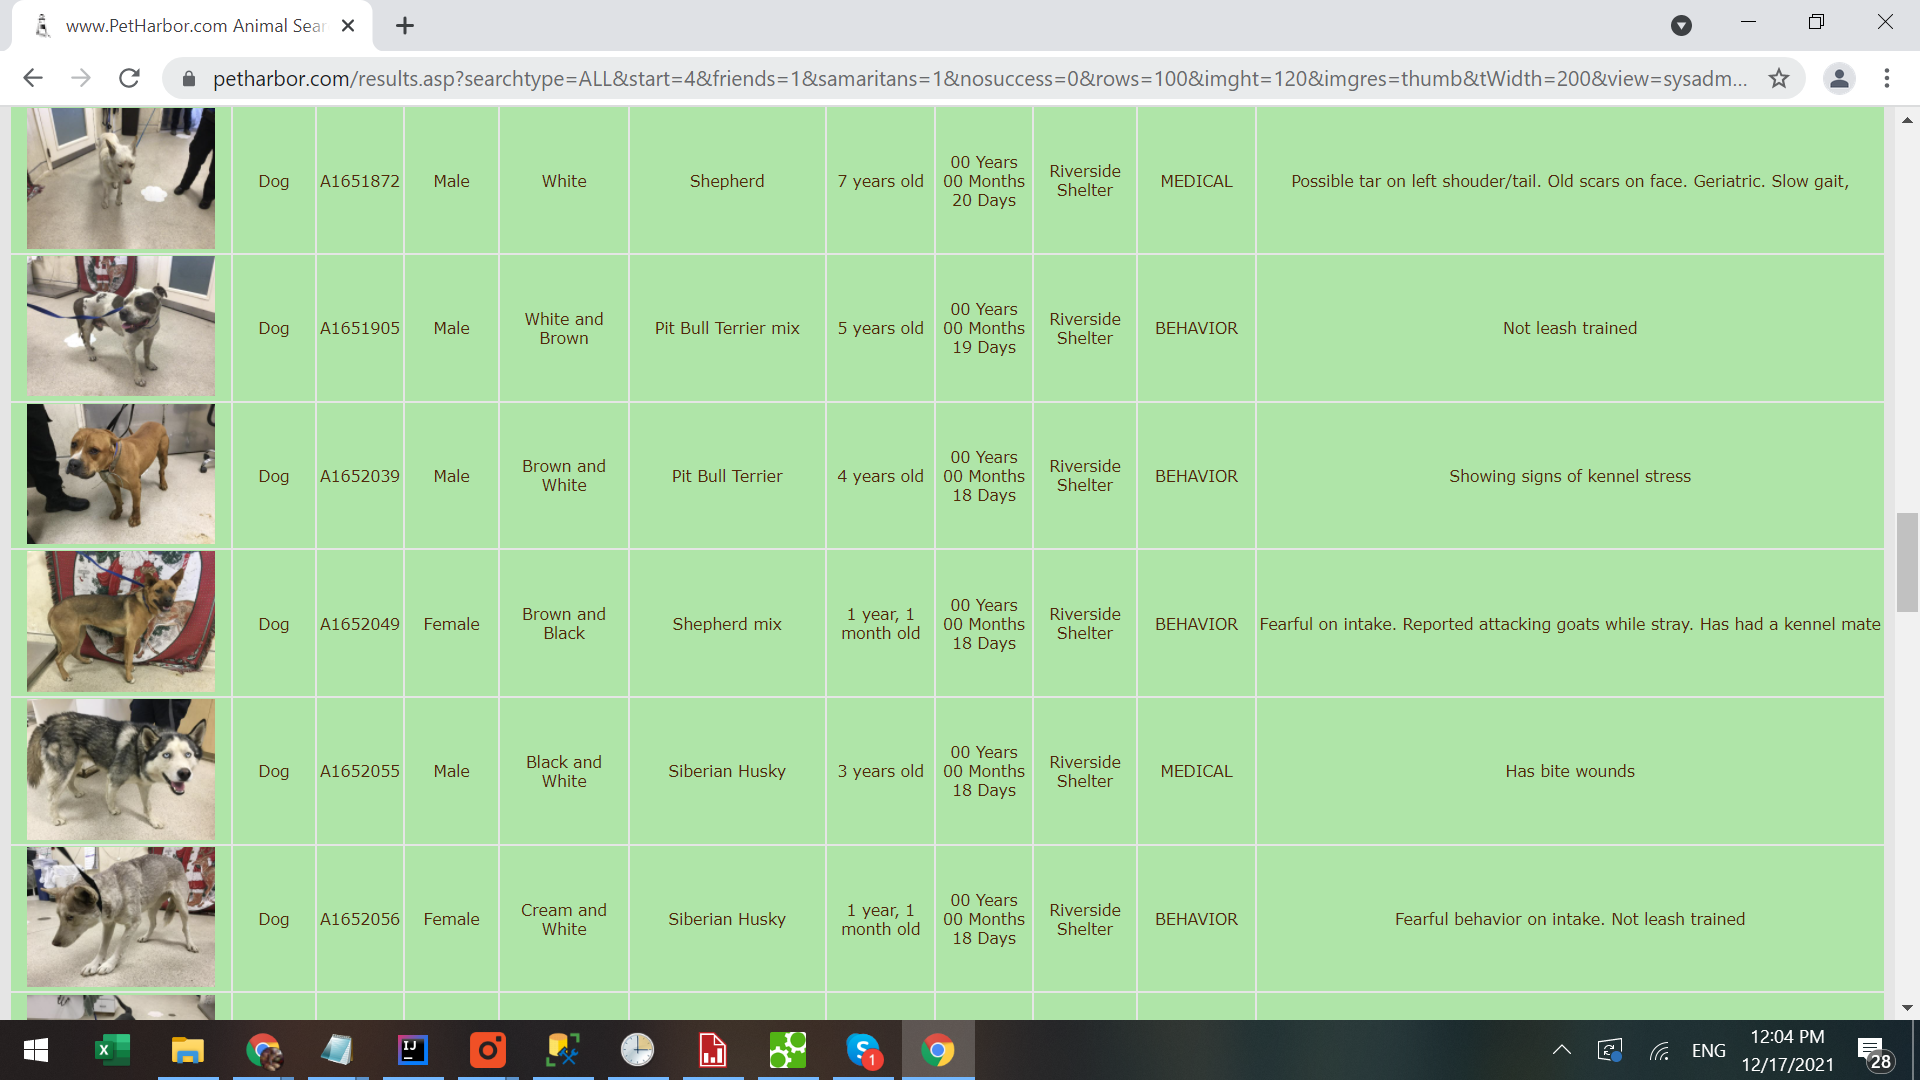 www.PetHarbor.com Animal Sear
petharbor.com/results.asp?searchtype=ALL&start=4&friends=1&samaritans=1&nosuccess=0&rows=100&imght=120&imgres=thumb&tWidth=200&view=sysadm...
Dog A1651872 Male White Shepherd 7 years old 00 Years 00 Months 20 Days Riverside Shelter MEDICAL Possible tar on left shouder/tail. Old scars on face. Geriatric. Slow gait,
Dog A1651905 Male White and Brown Pit Bull Terrier mix 5 years old 00 Years 00 Months 19 Days Riverside Shelter BEHAVIOR Not leash trained
Dog A1652039 Male Brown and White Pit Bull Terrier 4 years old 00 Years 00 Months 18 Days Riverside Shelter BEHAVIOR Showing signs of kennel stress
Dog A1652049 Female Brown and Black Shepherd mix 1 year, 1 month old 00 Years 00 Months 18 Days Riverside Shelter BEHAVIOR Fearful on intake. Reported attacking goats while stray. Has had a kennel mate
Dog A1652055 Male Black and White Siberian Husky 3 years old 00 Years 00 Months 18 Days Riverside Shelter MEDICAL Has bite wounds
Dog A1652056 Female Cream and White Siberian Husky 1 year, 1 month old 00 Years 00 Months 18 Days Riverside Shelter BEHAVIOR Fearful behavior on intake. Not leash trained
X IJ S 1 ENG 12:04 PM
12/17/2021 28